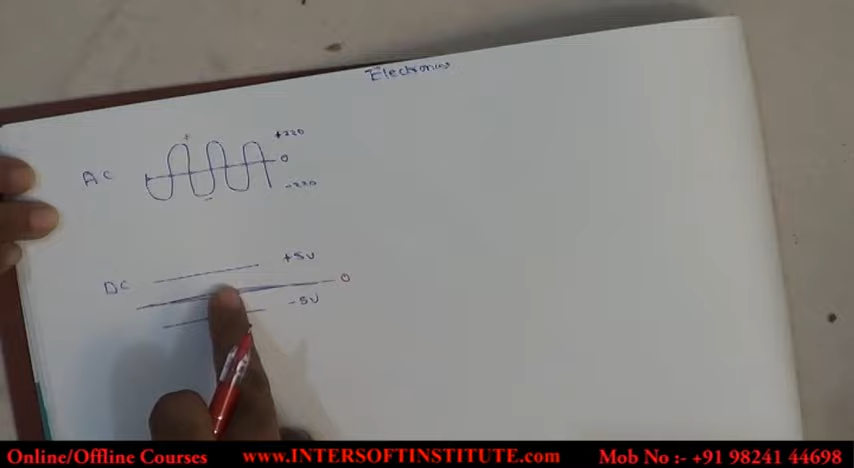 Electronics
+
+220
AC
0
-220
-
+5V
DC
0
-5V
Online/Offline Courses www.INTERSOFTINSTITUTE.com Mob No :- +91 98241 44698